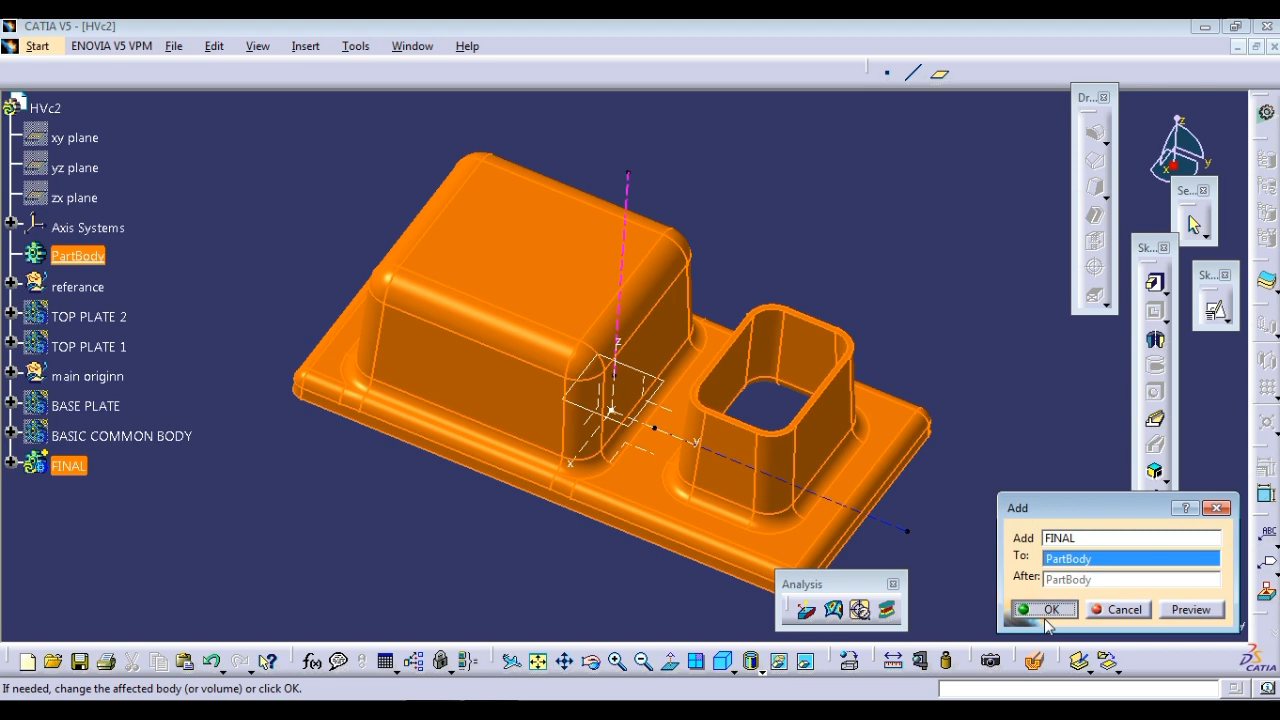 CATIA V5 - [HVc2]
Start ENOVIA V5 VPM File Edit View Insert Tools Window Help
HVc2
xy plane
yz plane
zx plane
Axis Systems
PartBody
referance
TOP PLATE 2
TOP PLATE 1
main originn
BASE PLATE
BASIC COMMON BODY
FINAL
z
y
x
Dr...
z
y
x
Se...
Sk...
Sk...
ABC
Analysis
Add
Add FINAL
To: PartBody
After: PartBody
OK Cancel Preview
f(x)
CATIA
If needed, change the affected body (or volume) or click OK.